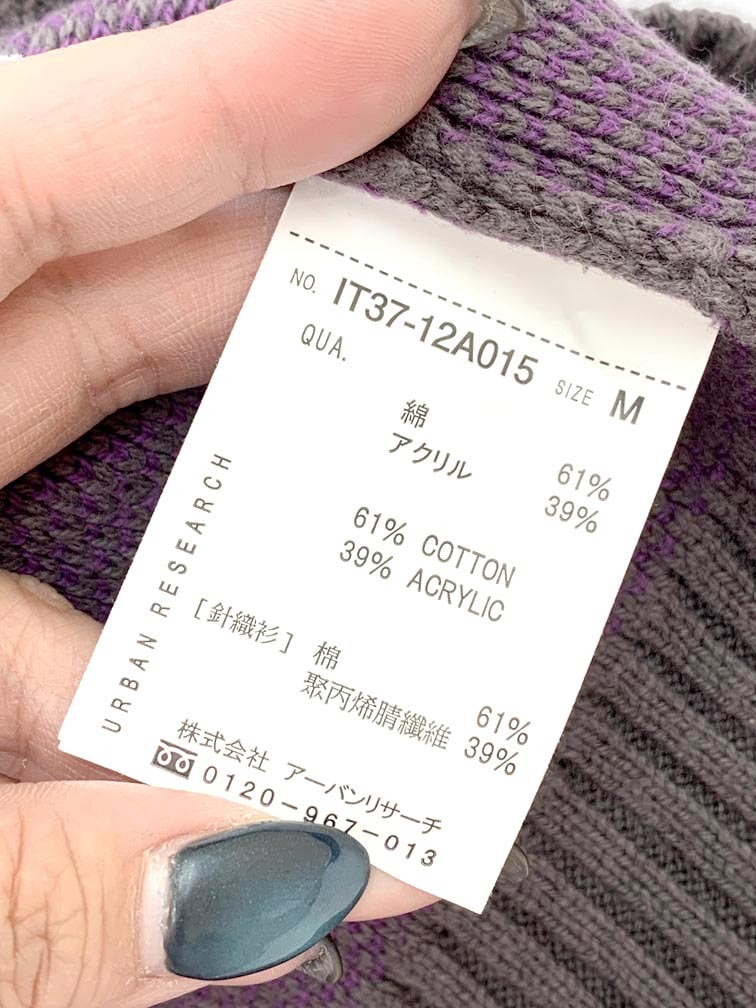 NO. IT37-12A015 SIZE M
QUA.
綿 61%
アクリル 39%
61% COTTON
39% ACRYLIC
[針織衫] 棉 61%
聚丙烯腈纖維 39%
株式会社 アーバンリサーチ
0120-967-013
URBAN RESEARCH